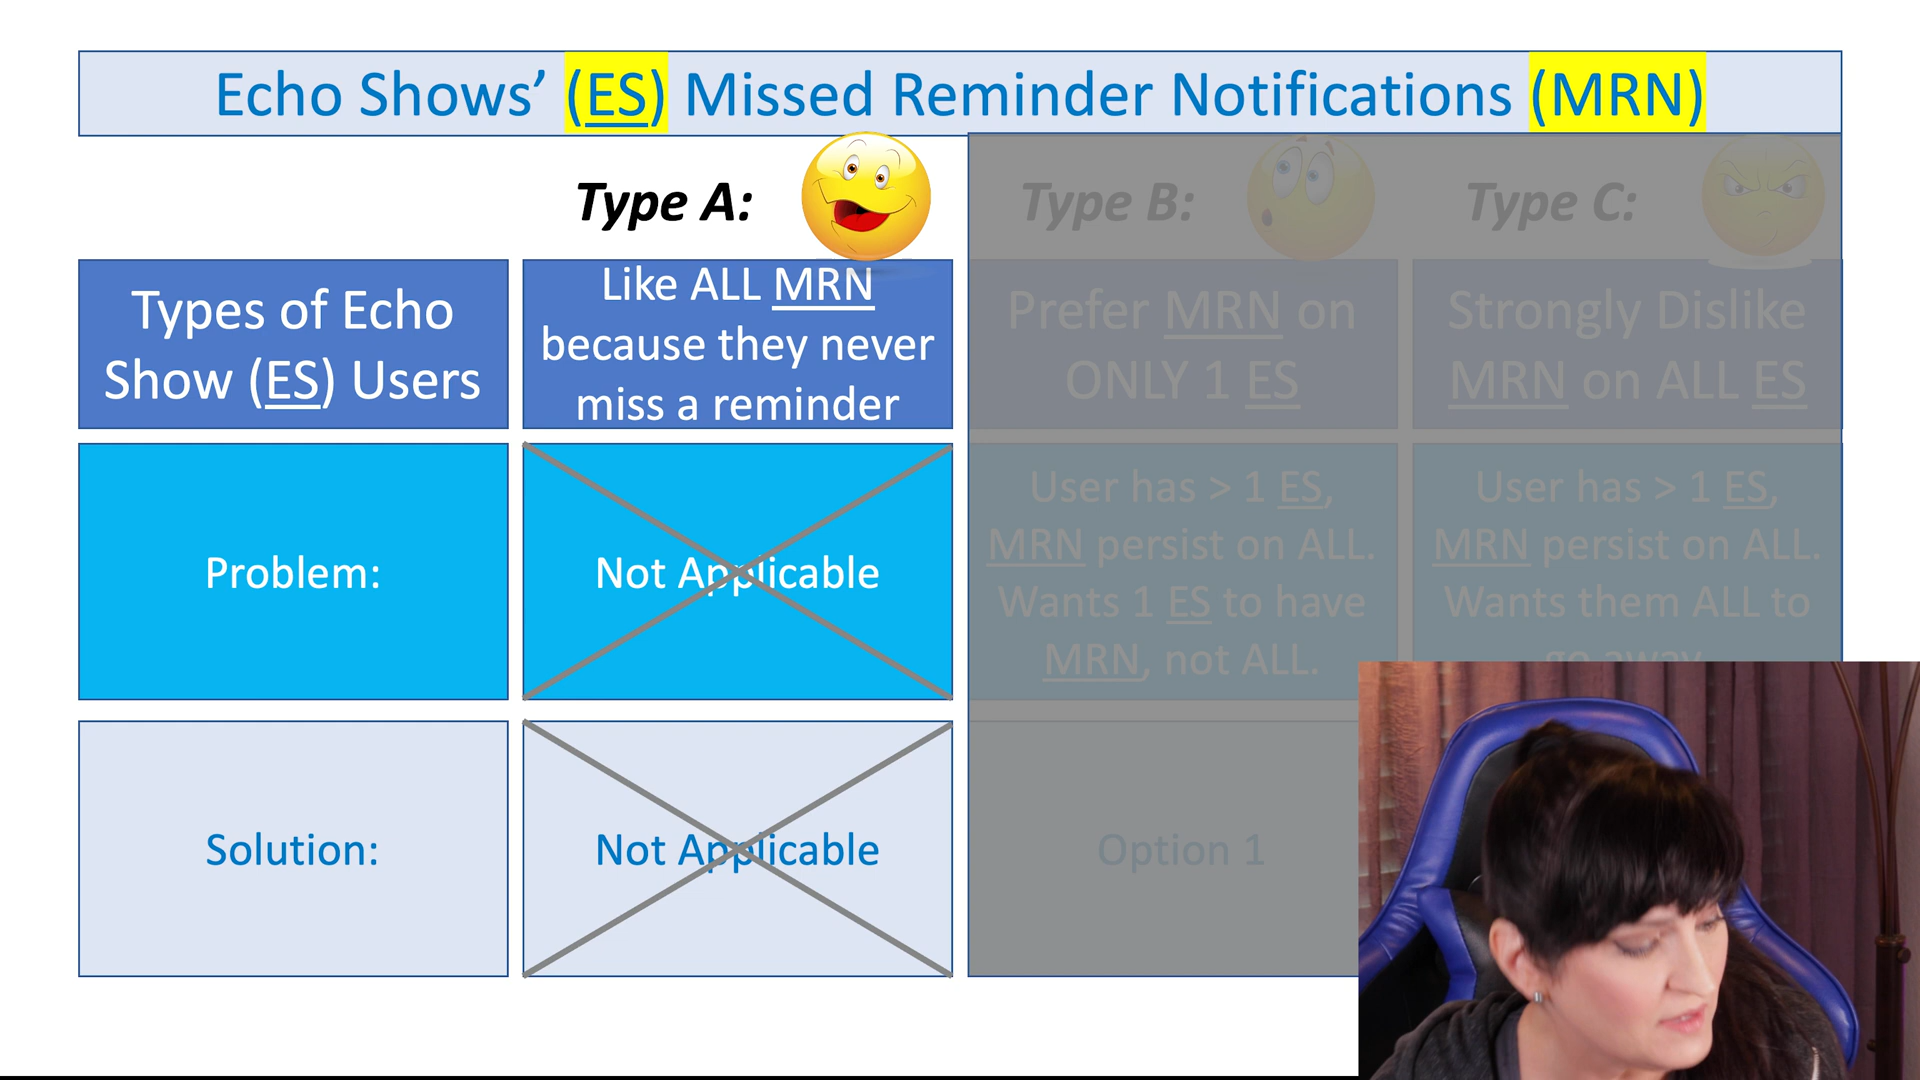 Echo Shows’ (ES) Missed Reminder Notifications (MRN)
Type A:
Type B:
Type C:
Types of Echo
Show (ES) Users
Like ALL MRN
because they never
miss a reminder
Prefer MRN on
ONLY 1 ES
Strongly Dislike
MRN on ALL ES
Problem:
Not Applicable
User has > 1 ES,
MRN persist on ALL.
Wants 1 ES to have
MRN, not ALL.
User has > 1 ES,
MRN persist on ALL.
Wants them ALL to
go away
Solution:
Not Applicable
Option 1